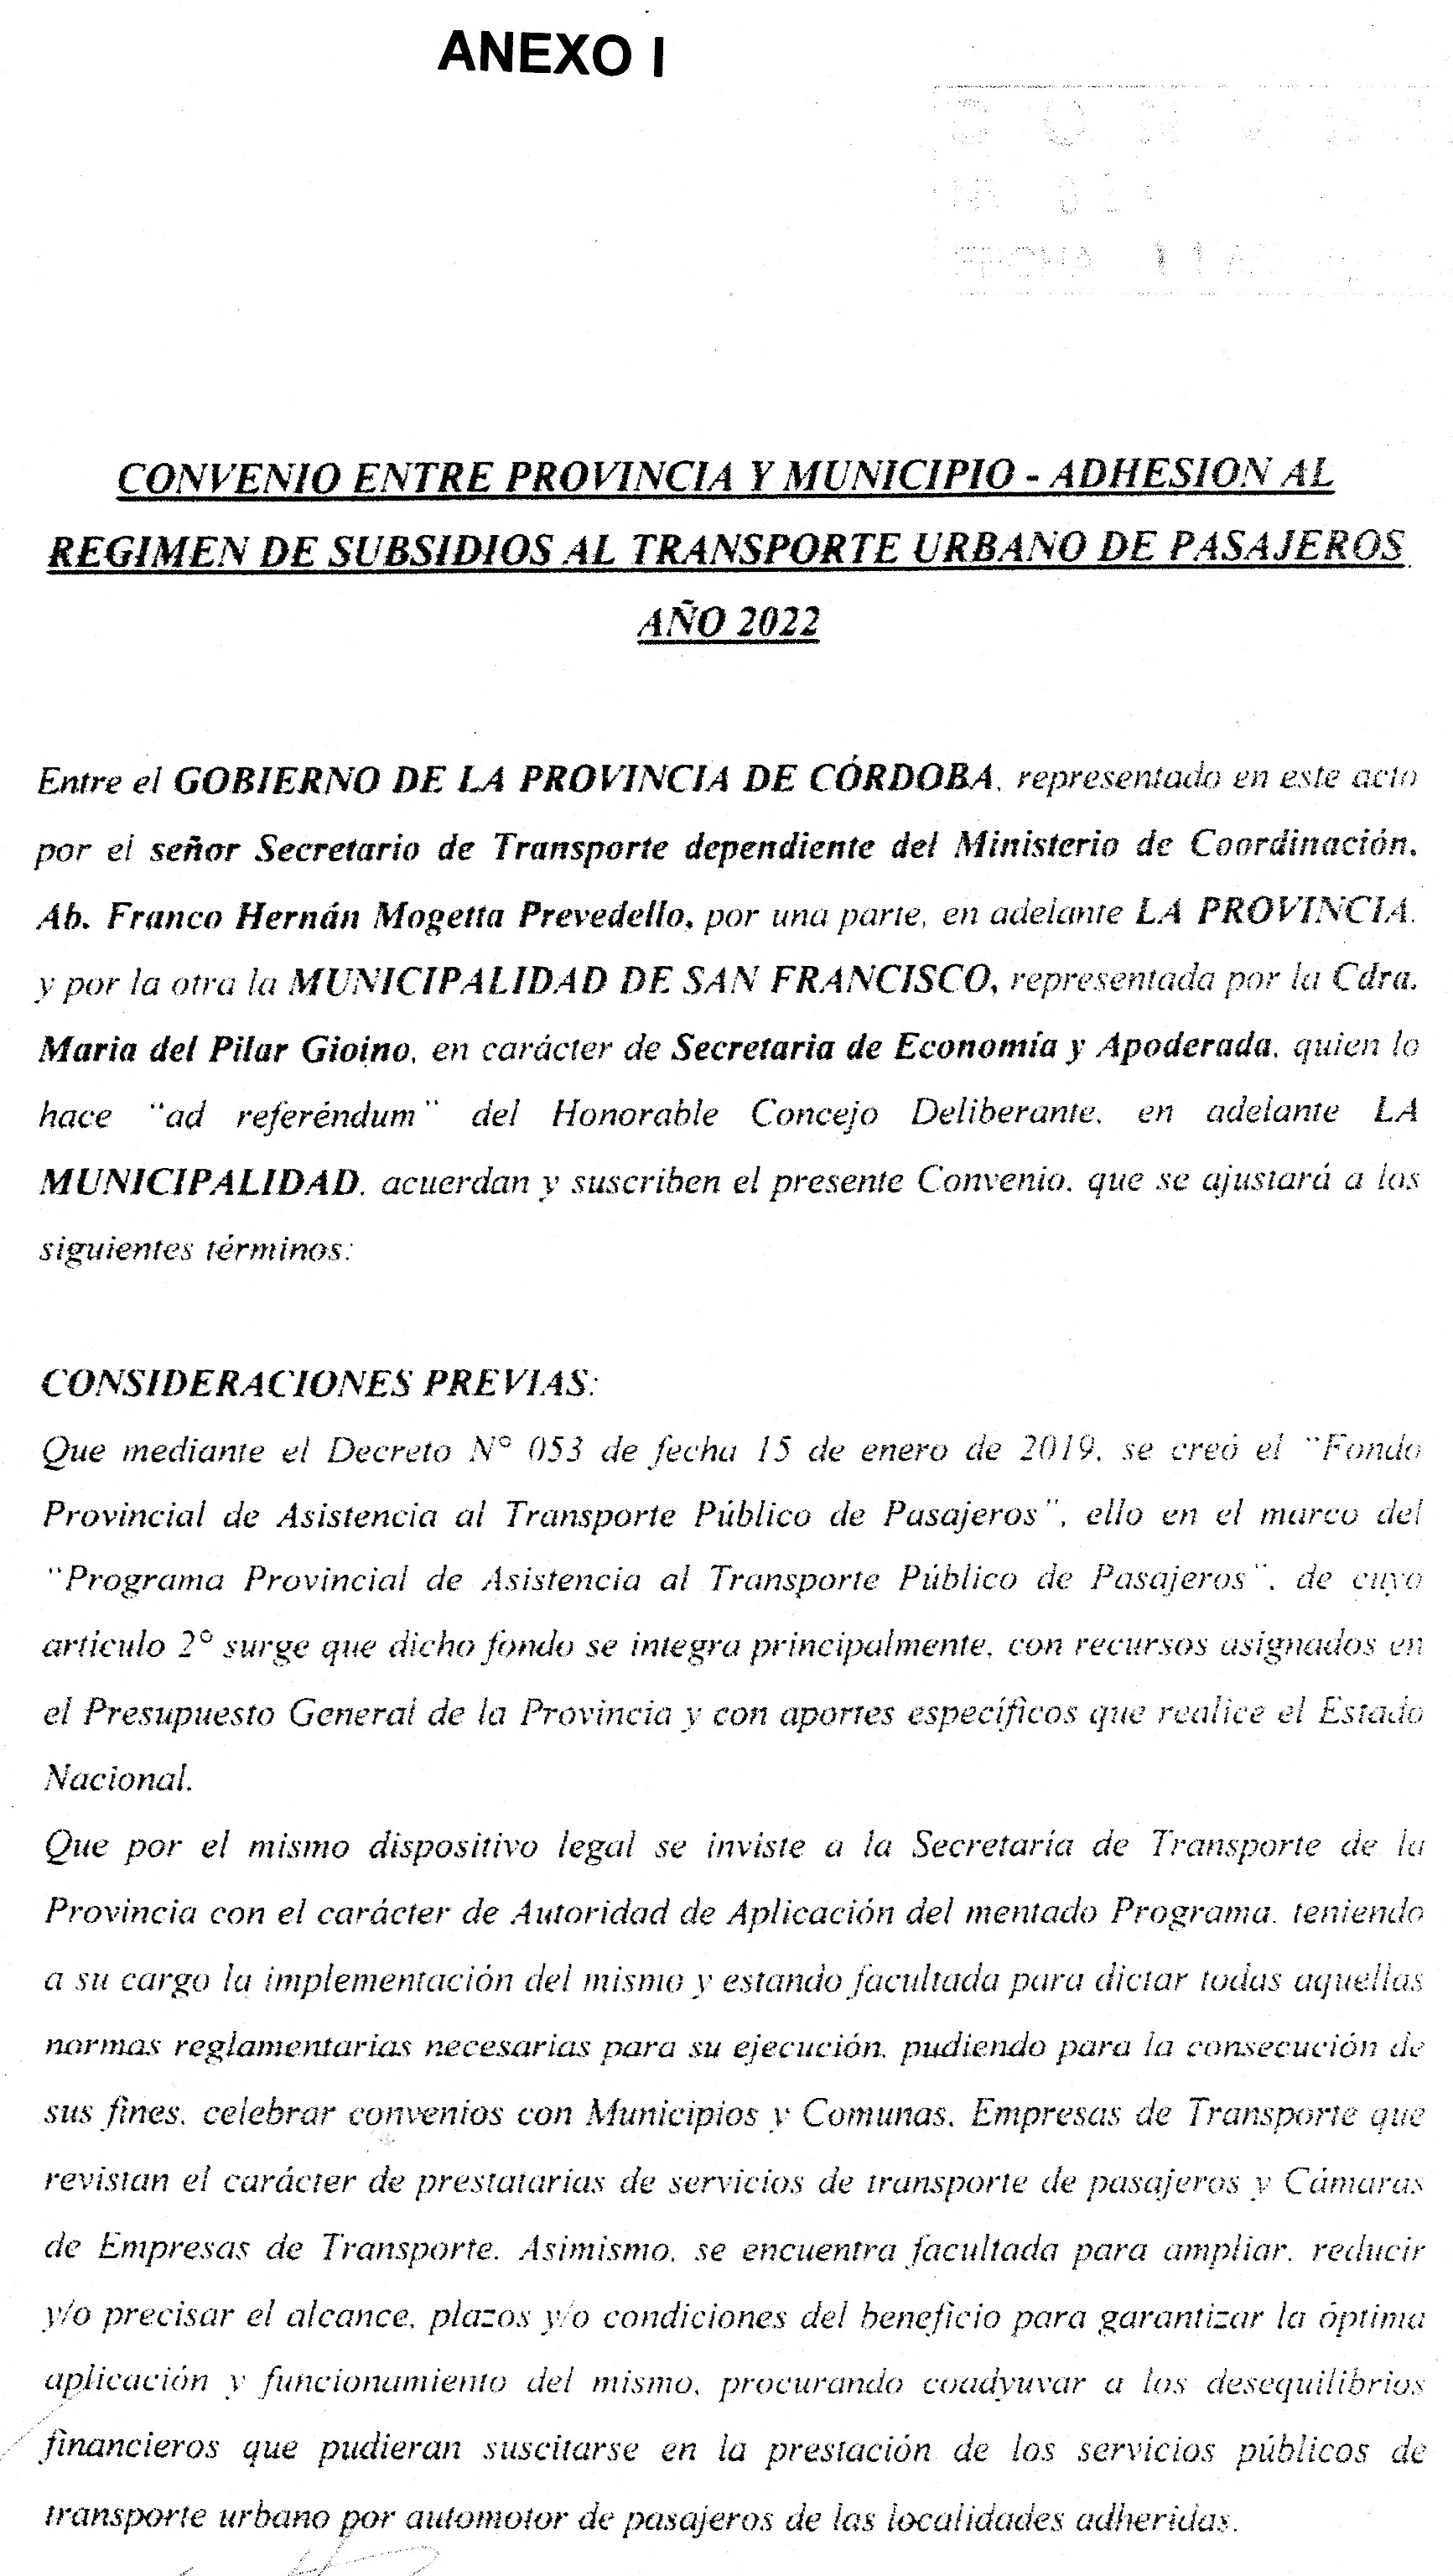 ANEXO I
CONVENIO ENTRE PROVINCIA Y MUNICIPIO - ADHESION AL
REGIMEN DE SUBSIDIOS AL TRANSPORTE URBANO DE PASAJEROS
AÑO 2022
Entre el GOBIERNO DE LA PROVINCIA DE CÓRDOBA, representado en este acto
por el señor Secretario de Transporte dependiente del Ministerio de Coordinación,
Ab. Franco Hernán Mogetta Prevedello, por una parte, en adelante LA PROVINCIA,
y por la otra la MUNICIPALIDAD DE SAN FRANCISCO, representada por la Cdra.
Maria del Pilar Gioino, en carácter de Secretaria de Economía y Apoderada, quien lo
hace "ad referéndum" del Honorable Concejo Deliberante, en adelante LA
MUNICIPALIDAD, acuerdan y suscriben el presente Convenio, que se ajustará a los
siguientes términos:
CONSIDERACIONES PREVIAS:
Que mediante el Decreto N° 053 de fecha 15 de enero de 2019, se creó el "Fondo
Provincial de Asistencia al Transporte Público de Pasajeros", ello en el marco del
"Programa Provincial de Asistencia al Transporte Público de Pasajeros", de cuyo
artículo 2° surge que dicho fondo se integra principalmente, con recursos asignados en
el Presupuesto General de la Provincia y con aportes específicos que realice el Estado
Nacional.
Que por el mismo dispositivo legal se inviste a la Secretaría de Transporte de la
Provincia con el carácter de Autoridad de Aplicación del mentado Programa, teniendo
a su cargo la implementación del mismo y estando facultada para dictar todas aquellas
normas reglamentarias necesarias para su ejecución, pudiendo para la consecución de
sus fines, celebrar convenios con Municipios y Comunas, Empresas de Transporte que
revistan el carácter de prestatarias de servicios de transporte de pasajeros y Cámaras
de Empresas de Transporte. Asimismo, se encuentra facultada para ampliar, reducir
y/o precisar el alcance, plazos y/o condiciones del beneficio para garantizar la óptima
aplicación y funcionamiento del mismo, procurando coadyuvar a los desequilibrios
financieros que pudieran suscitarse en la prestación de los servicios públicos de
transporte urbano por automotor de pasajeros de las localidades adheridas.